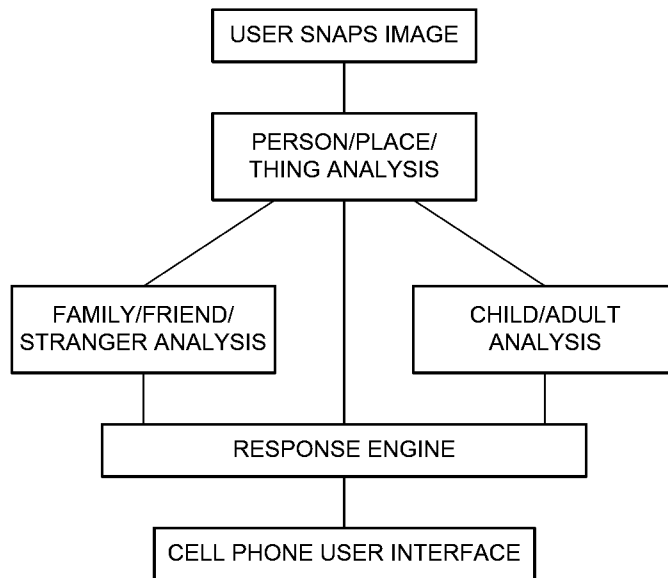 USER SNAPS IMAGE
PERSON/PLACE/
THING ANALYSIS
FAMILY/FRIEND/
STRANGER ANALYSIS
CHILD/ADULT
ANALYSIS
RESPONSE ENGINE
CELL PHONE USER INTERFACE